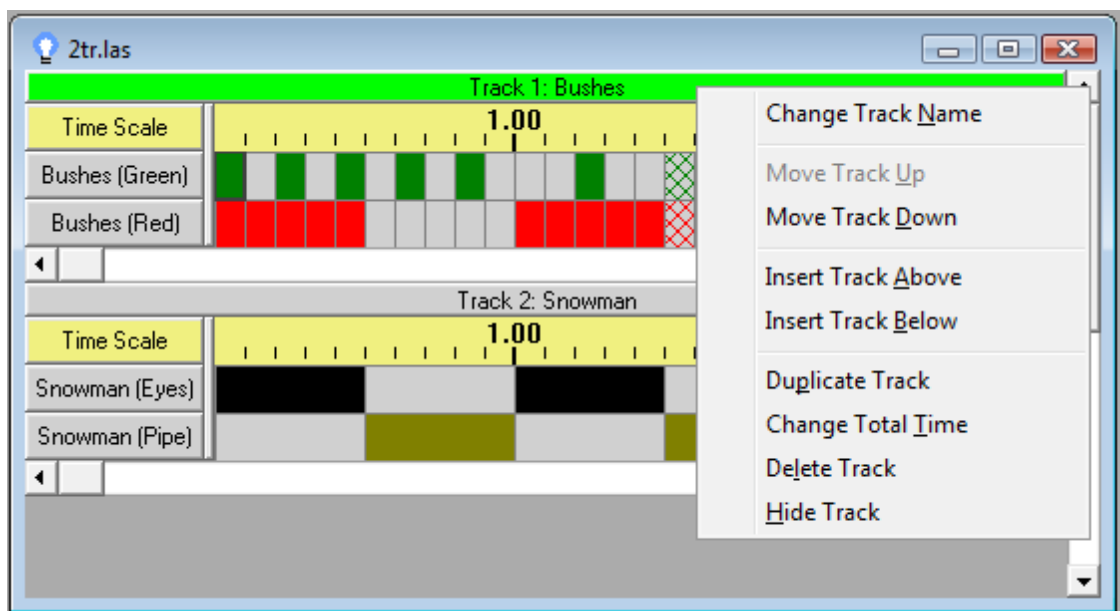 2tr.las
Track 1: Bushes
Time Scale
1.00
Bushes (Green)
Bushes (Red)
Track 2: Snowman
Time Scale
1.00
Snowman (Eyes)
Snowman (Pipe)
Change Track Name
Move Track Up
Move Track Down
Insert Track Above
Insert Track Below
Duplicate Track
Change Total Time
Delete Track
Hide Track